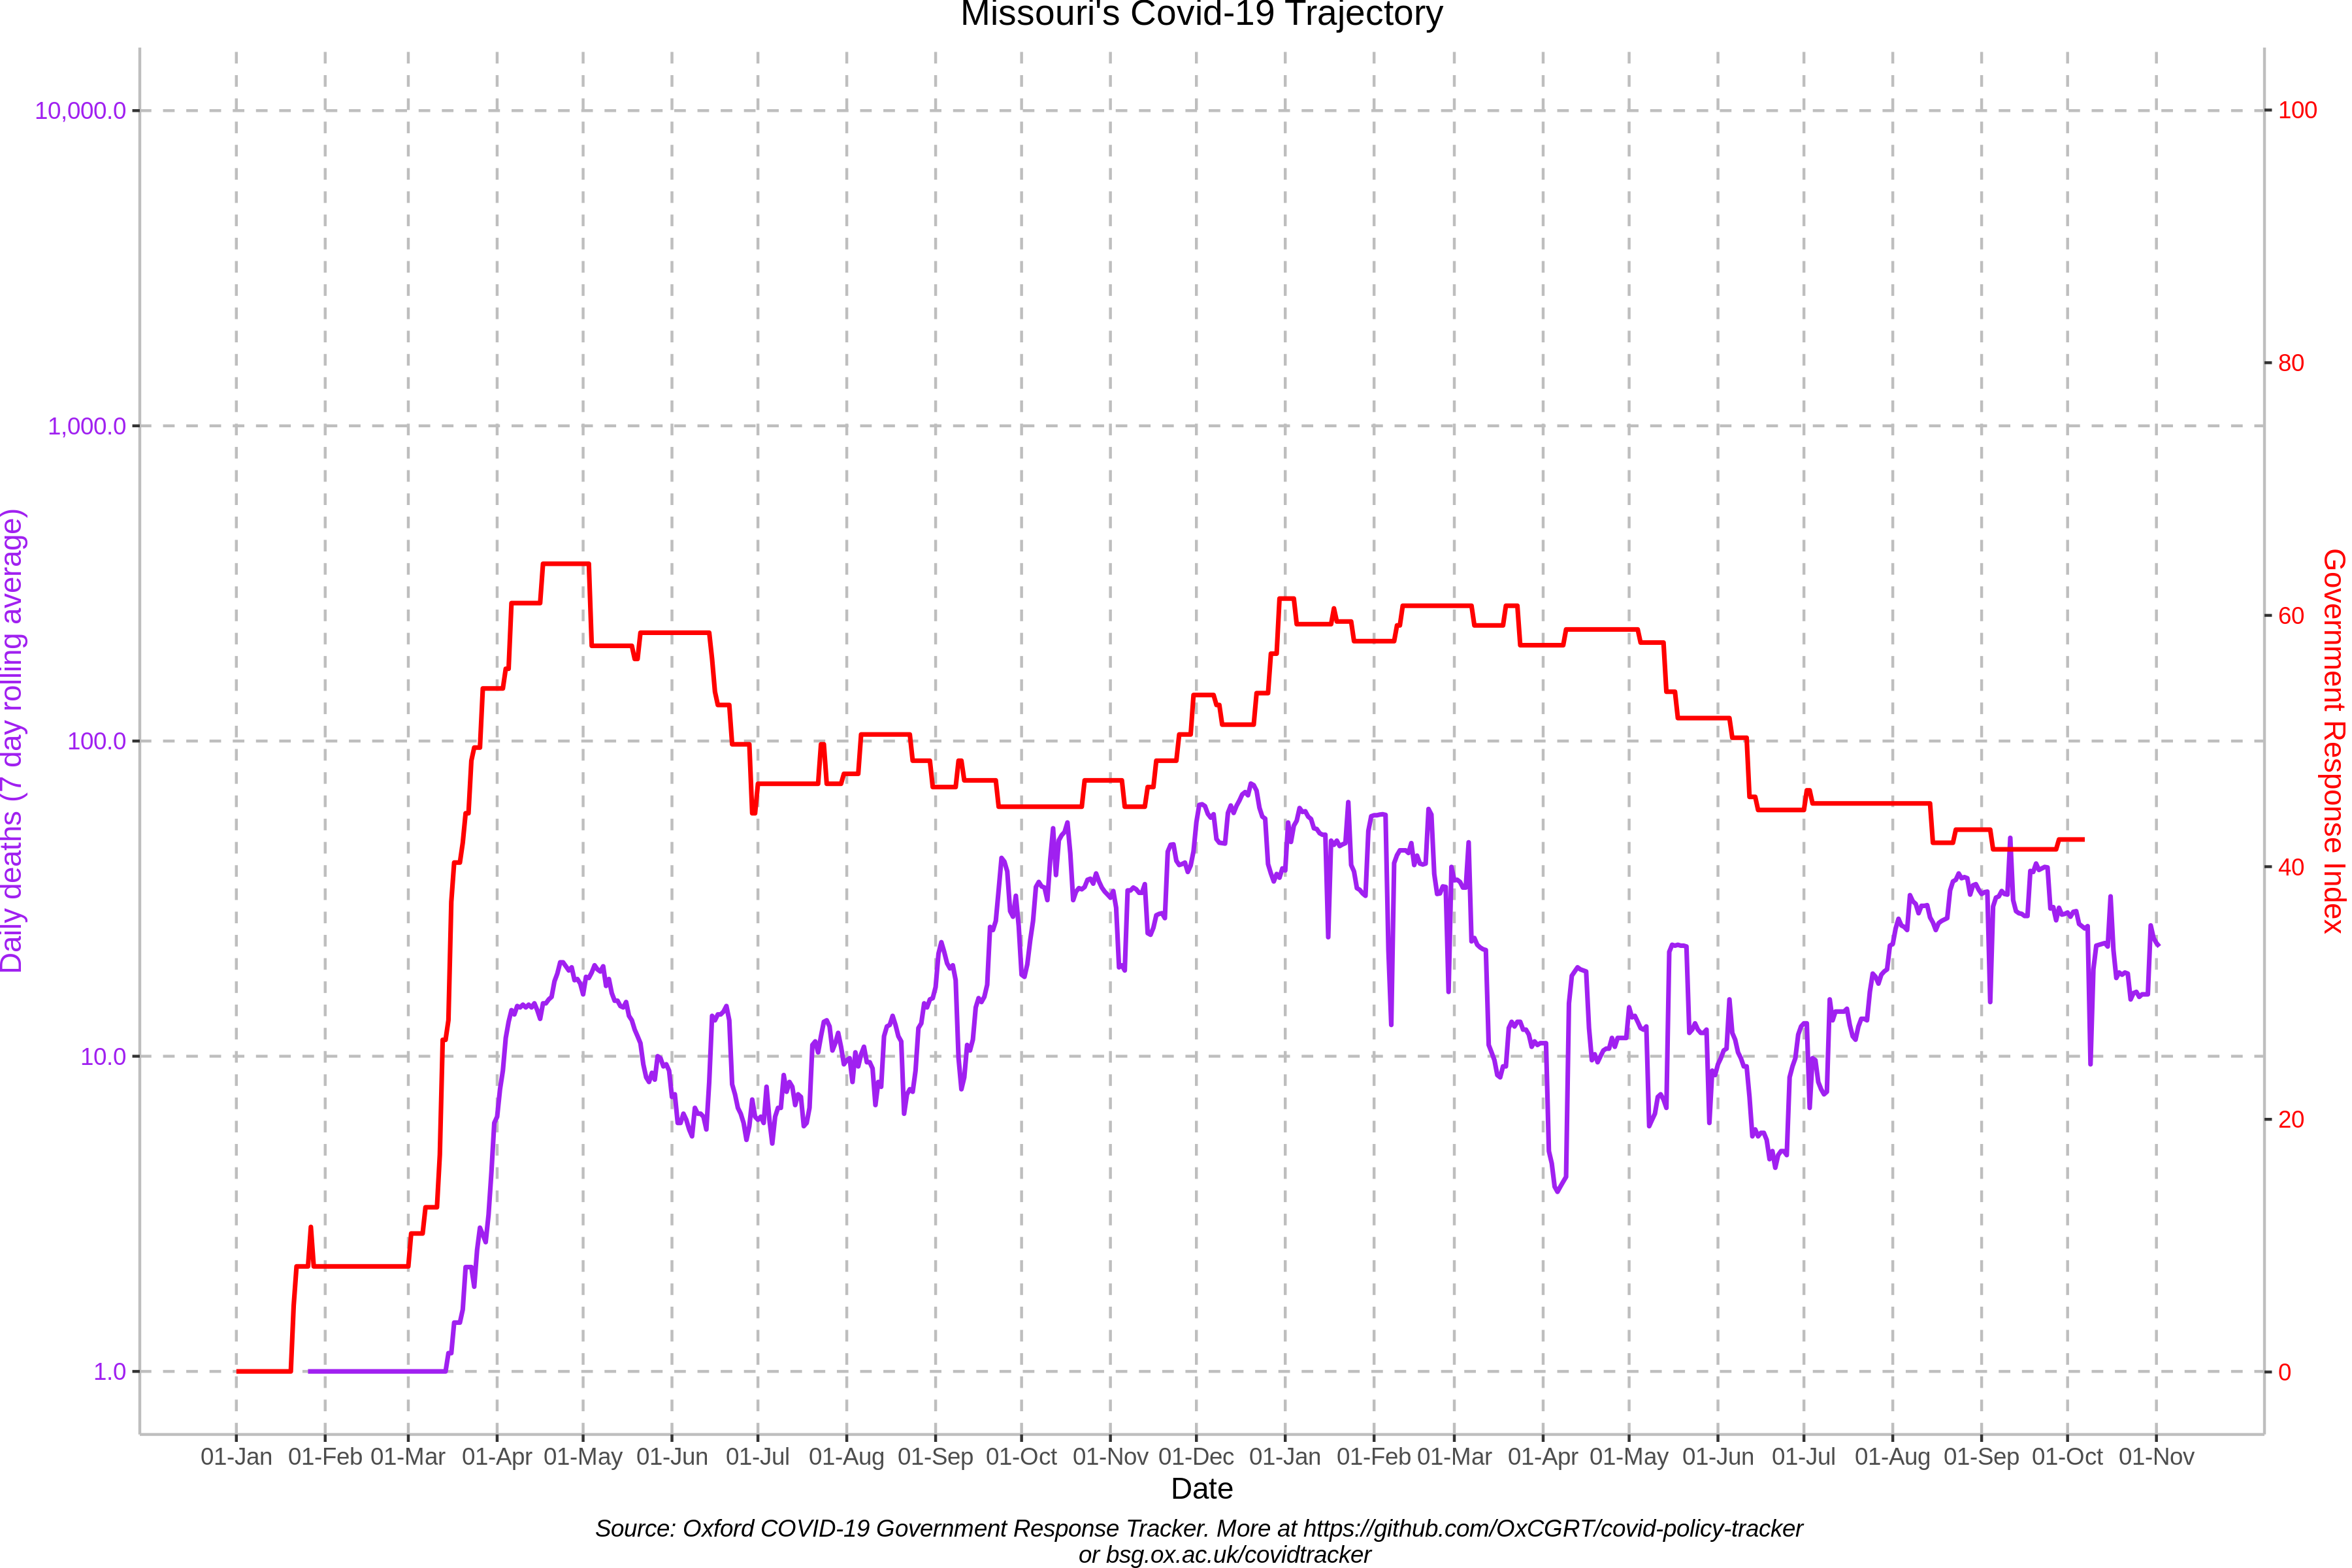 Missouri's Covid-19 Trajectory
Daily deaths (7 day rolling average)
10,000.0
1,000.0
100.0
10.0
1.0
100
80
60
40
20
0
Government Response Index
01-Jan 01-Feb 01-Mar 01-Apr 01-May 01-Jun 01-Jul 01-Aug 01-Sep 01-Oct 01-Nov 01-Dec 01-Jan 01-Feb 01-Mar 01-Apr 01-May 01-Jun 01-Jul 01-Aug 01-Sep 01-Oct 01-Nov
Date
Source: Oxford COVID-19 Government Response Tracker. More at https://github.com/OxCGRT/covid-policy-tracker
or bsg.ox.ac.uk/covidtracker